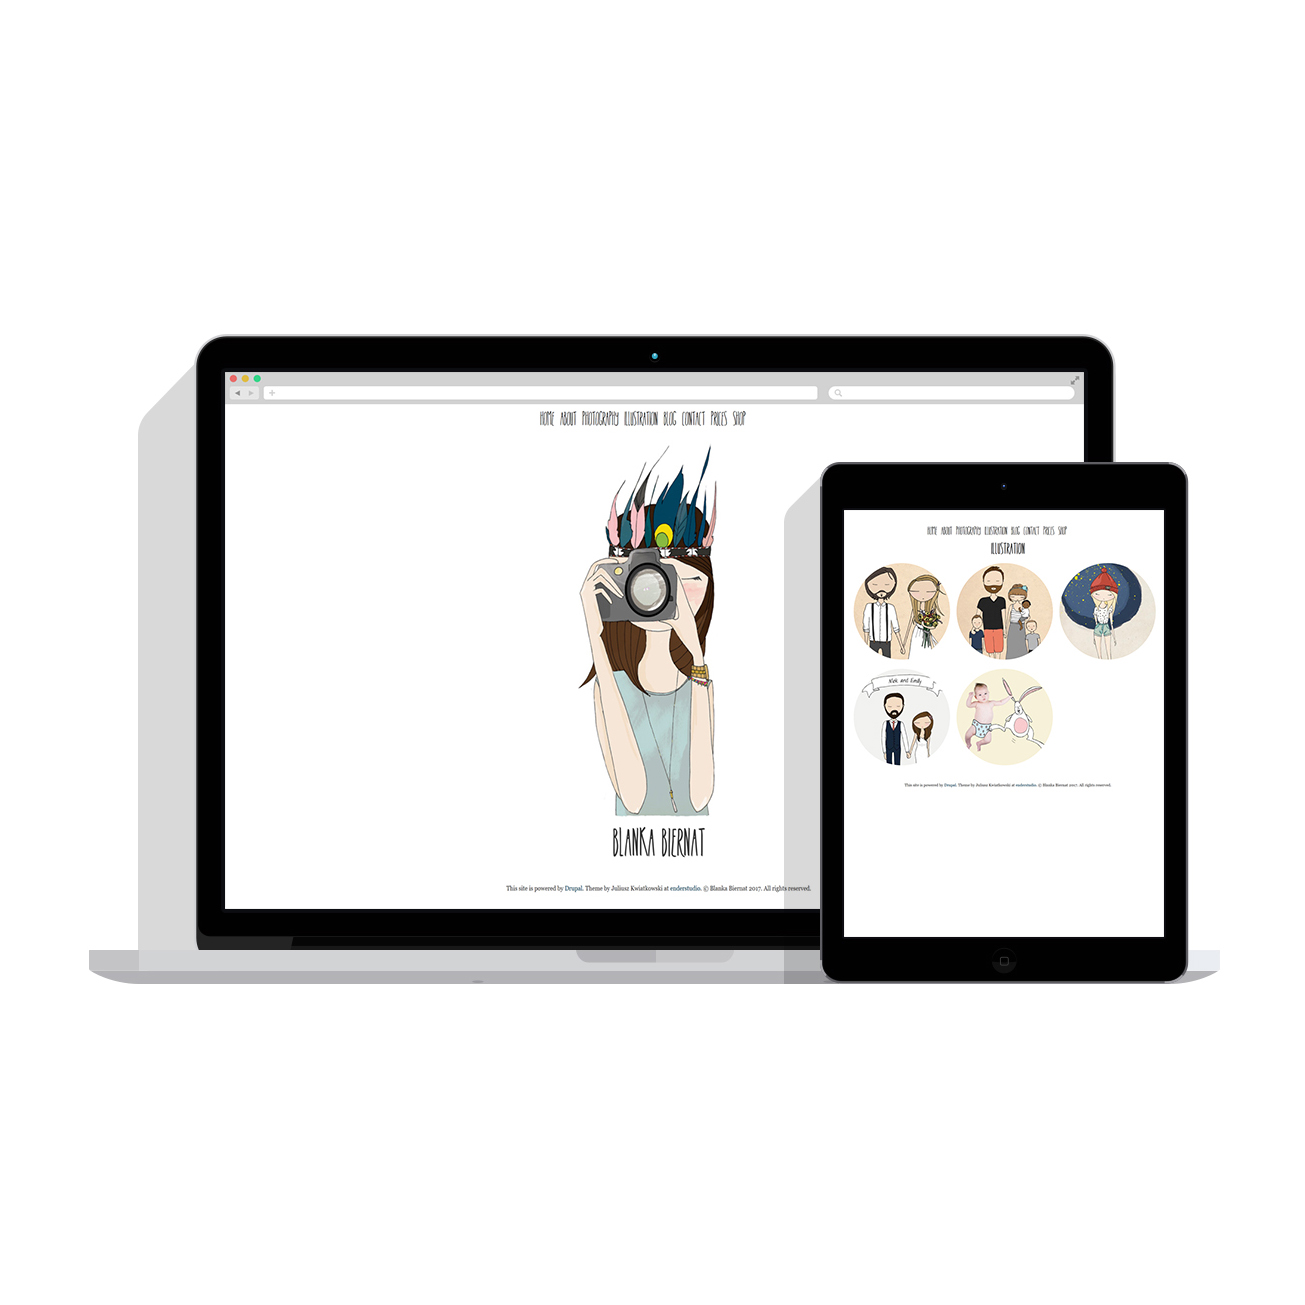 HOME ABOUT PHOTOGRAPHY ILLUSTRATION BLOG CONTACT PRICES SHOP
BLANKA BIERNAT
This site is powered by Drupal. Theme by Juliusz Kwiatkowski at enderstudio. © Blanka Biernat 2017. All rights reserved.
HOME ABOUT PHOTOGRAPHY ILLUSTRATION BLOG CONTACT PRICES SHOP
ILLUSTRATION
Nick and Emily
This site is powered by Drupal. Theme by Juliusz Kwiatkowski at enderstudio. © Blanka Biernat 2017. All rights reserved.